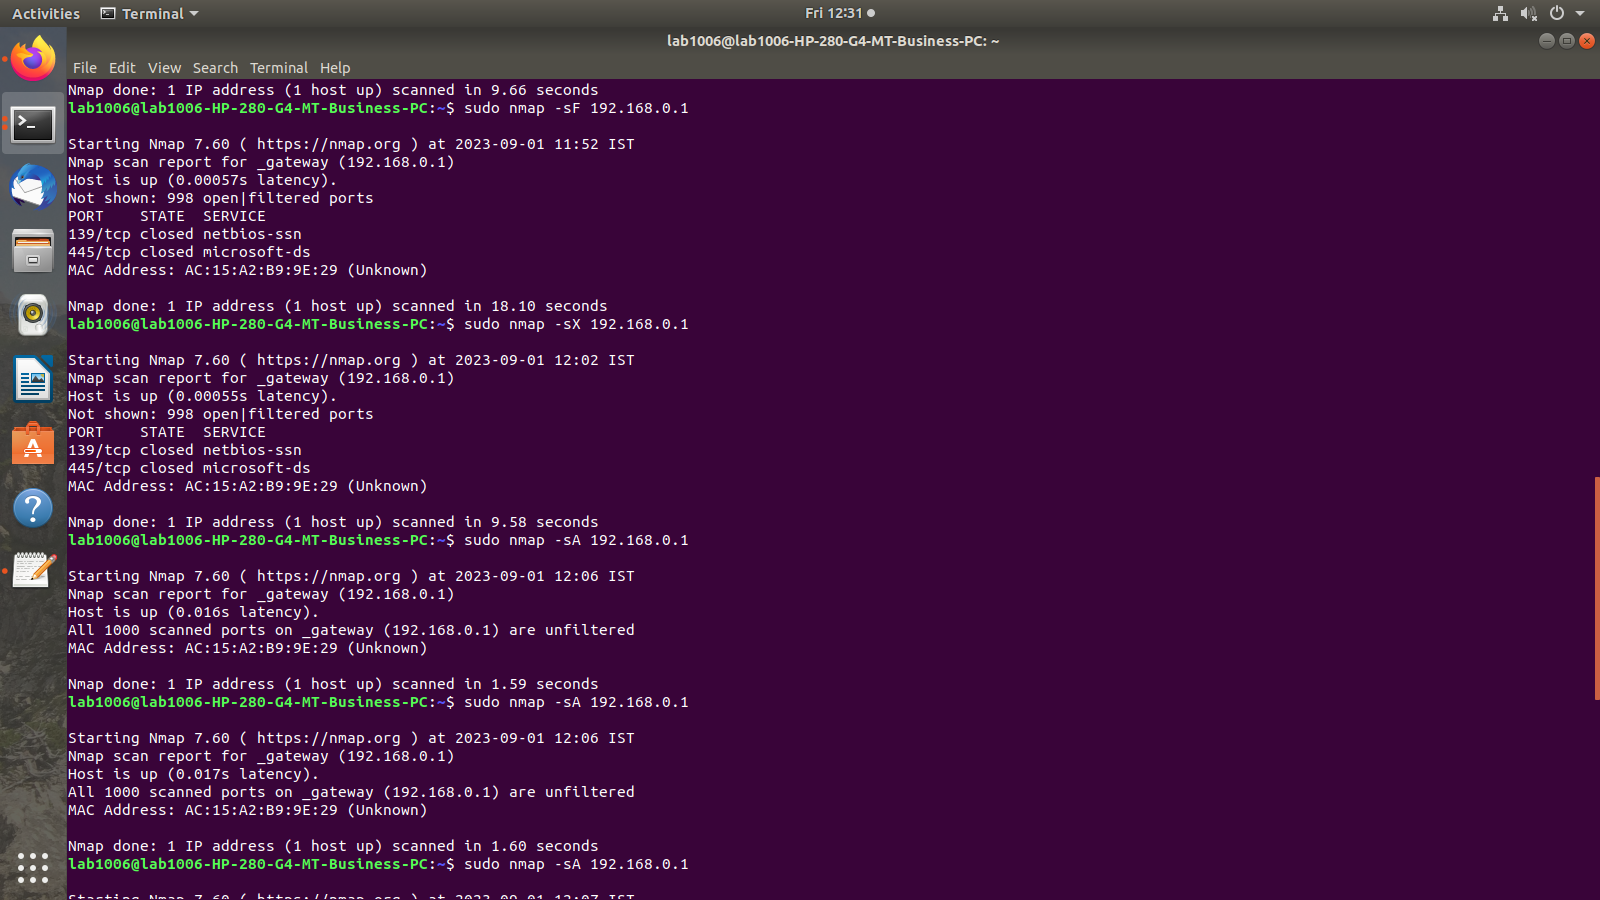 Activities Terminal Fri 12:31
lab1006@lab1006-HP-280-G4-MT-Business-PC: ~
File Edit View Search Terminal Help
Nmap done: 1 IP address (1 host up) scanned in 9.66 seconds
lab1006@lab1006-HP-280-G4-MT-Business-PC:~$ sudo nmap -sF 192.168.0.1
Starting Nmap 7.60 ( https://nmap.org ) at 2023-09-01 11:52 IST
Nmap scan report for _gateway (192.168.0.1)
Host is up (0.00057s latency).
Not shown: 998 open|filtered ports
PORT    STATE  SERVICE
139/tcp closed netbios-ssn
445/tcp closed microsoft-ds
MAC Address: AC:15:A2:B9:9E:29 (Unknown)
Nmap done: 1 IP address (1 host up) scanned in 18.10 seconds
lab1006@lab1006-HP-280-G4-MT-Business-PC:~$ sudo nmap -sX 192.168.0.1
Starting Nmap 7.60 ( https://nmap.org ) at 2023-09-01 12:02 IST
Nmap scan report for _gateway (192.168.0.1)
Host is up (0.00055s latency).
Not shown: 998 open|filtered ports
PORT    STATE  SERVICE
139/tcp closed netbios-ssn
445/tcp closed microsoft-ds
MAC Address: AC:15:A2:B9:9E:29 (Unknown)
Nmap done: 1 IP address (1 host up) scanned in 9.58 seconds
lab1006@lab1006-HP-280-G4-MT-Business-PC:~$ sudo nmap -sA 192.168.0.1
Starting Nmap 7.60 ( https://nmap.org ) at 2023-09-01 12:06 IST
Nmap scan report for _gateway (192.168.0.1)
Host is up (0.016s latency).
All 1000 scanned ports on _gateway (192.168.0.1) are unfiltered
MAC Address: AC:15:A2:B9:9E:29 (Unknown)
Nmap done: 1 IP address (1 host up) scanned in 1.59 seconds
lab1006@lab1006-HP-280-G4-MT-Business-PC:~$ sudo nmap -sA 192.168.0.1
Starting Nmap 7.60 ( https://nmap.org ) at 2023-09-01 12:06 IST
Nmap scan report for _gateway (192.168.0.1)
Host is up (0.017s latency).
All 1000 scanned ports on _gateway (192.168.0.1) are unfiltered
MAC Address: AC:15:A2:B9:9E:29 (Unknown)
Nmap done: 1 IP address (1 host up) scanned in 1.60 seconds
lab1006@lab1006-HP-280-G4-MT-Business-PC:~$ sudo nmap -sA 192.168.0.1
Starting Nmap 7.60 ( https://nmap.org ) at 2023-09-01 12:07 IST